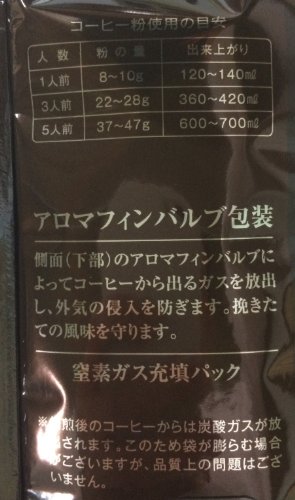 コーヒー粉使用の目安
人 数 粉の量 出来上がり
1人前 8〜10g 120〜140㎖
3人前 22〜28g 360〜420㎖
5人前 37〜47g 600〜700㎖
アロマフィンバルブ包装
側面(下部)のアロマフィンバルブに
よってコーヒーから出るガスを放出
し、外気の侵入を防ぎます。挽きた
ての風味を守ります。
窒素ガス充填パック
※焙煎後のコーヒーからは炭酸ガスが放
出されます。このため袋が膨らむ場合
がございますが、品質上の問題はござ
いません。